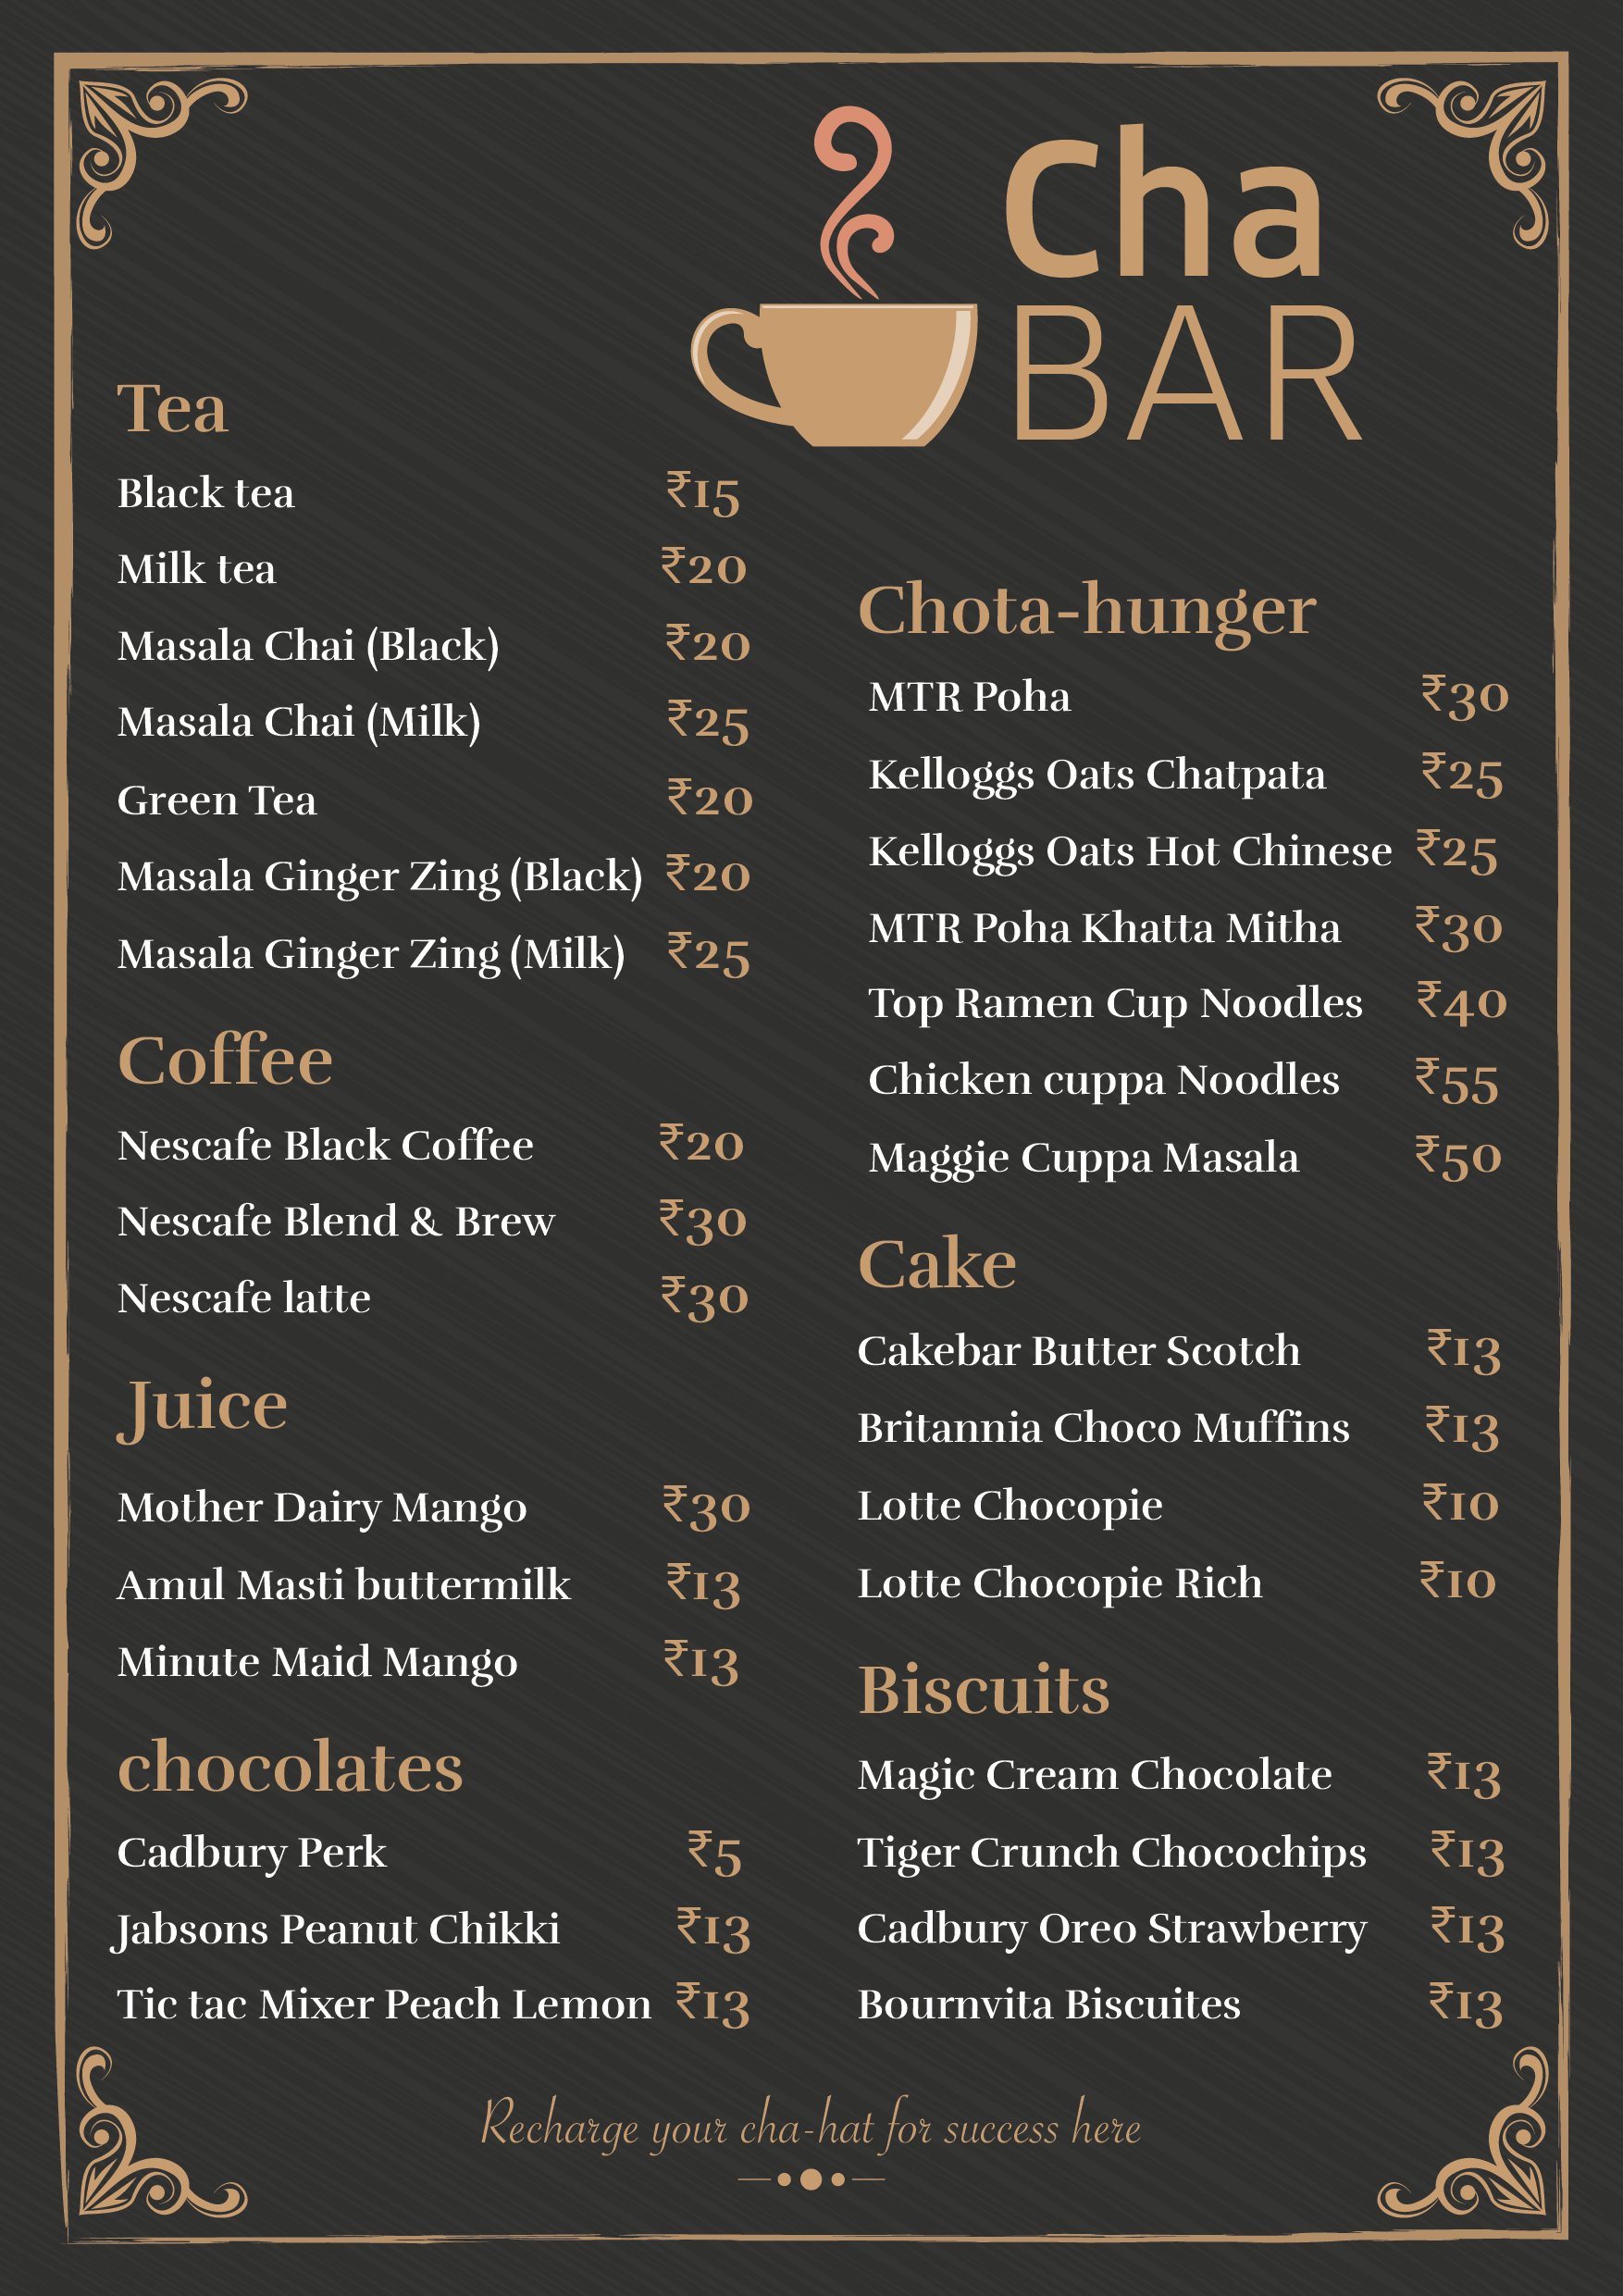 Cha
BAR
Tea
Black tea ₹15
Milk tea ₹20
Masala Chai (Black) ₹20
Masala Chai (Milk) ₹25
Green Tea ₹20
Masala Ginger Zing (Black) ₹20
Masala Ginger Zing (Milk) ₹25
Coffee
Nescafe Black Coffee ₹20
Nescafe Blend & Brew ₹30
Nescafe latte ₹30
Juice
Mother Dairy Mango ₹30
Amul Masti buttermilk ₹13
Minute Maid Mango ₹13
chocolates
Cadbury Perk ₹5
Jabsons Peanut Chikki ₹13
Tic tac Mixer Peach Lemon ₹13
Chota-hunger
MTR Poha ₹30
Kelloggs Oats Chatpata ₹25
Kelloggs Oats Hot Chinese ₹25
MTR Poha Khatta Mitha ₹30
Top Ramen Cup Noodles ₹40
Chicken cuppa Noodles ₹55
Maggie Cuppa Masala ₹50
Cake
Cakebar Butter Scotch ₹13
Britannia Choco Muffins ₹13
Lotte Chocopie ₹10
Lotte Chocopie Rich ₹10
Biscuits
Magic Cream Chocolate ₹13
Tiger Crunch Chocochips ₹13
Cadbury Oreo Strawberry ₹13
Bournvita Biscuites ₹13
Recharge your cha-hat for success here